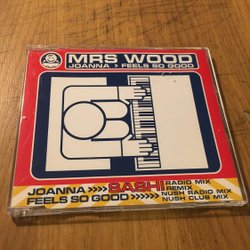 MRS WOOD
JOANNA > FEELS SO GOOD
JOANNA >>>> SASH! RADIO MIX
REMIX
FEELS SO GOOD >>>>>> NUSH RADIO MIX
NUSH CLUB MIX